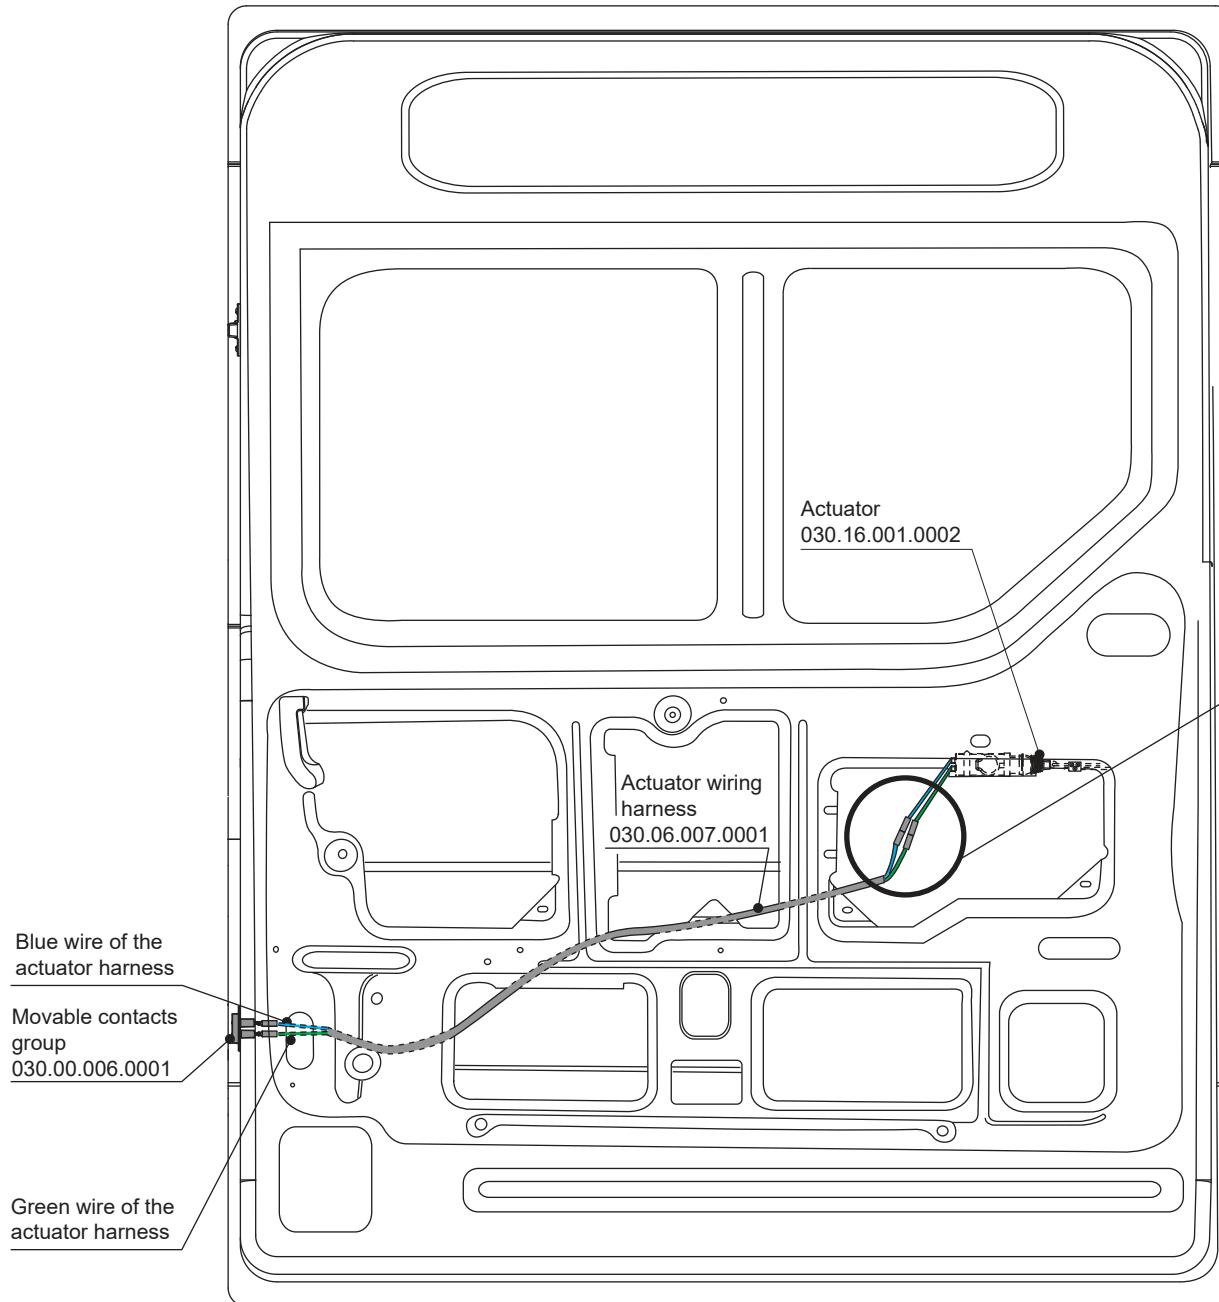 Actuator
030.16.001.0002
Actuator wiring
harness
030.06.007.0001
Blue wire of the
actuator harness
Movable contacts
group
030.00.006.0001
Green wire of the
actuator harness